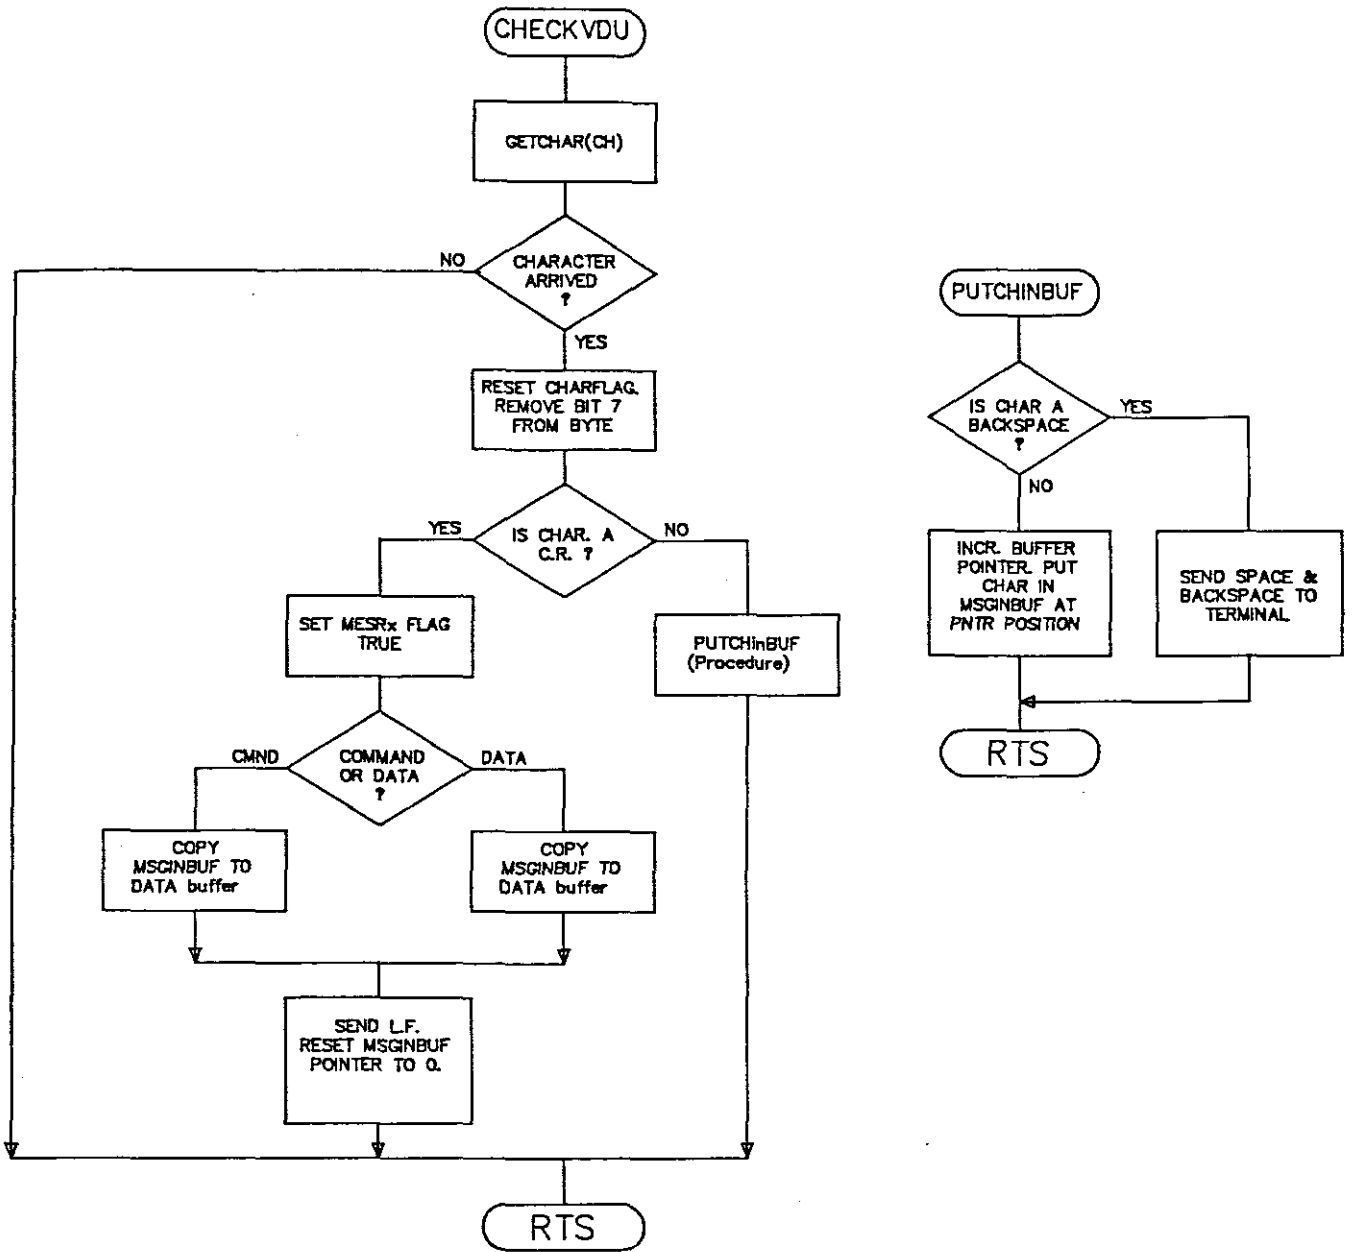 CHECKVDU
GETCHAR(CH)
CHARACTER
ARRIVED
?
NO
YES
RESET CHARFLAG.
REMOVE BIT 7
FROM BYTE
IS CHAR. A
C.R. ?
YES
NO
SET MESRx FLAG
TRUE
PUTCHinBUF
(Procedure)
COMMAND
OR DATA
?
CMND
DATA
COPY
MSGINBUF TO
DATA buffer
COPY
MSGINBUF TO
DATA buffer
SEND L.F.
RESET MSGINBUF
POINTER TO 0.
RTS
PUTCHINBUF
IS CHAR A
BACKSPACE
?
YES
NO
INCR. BUFFER
POINTER. PUT
CHAR IN
MSGINBUF AT
PNTR POSITION
SEND SPACE &
BACKSPACE TO
TERMINAL
RTS